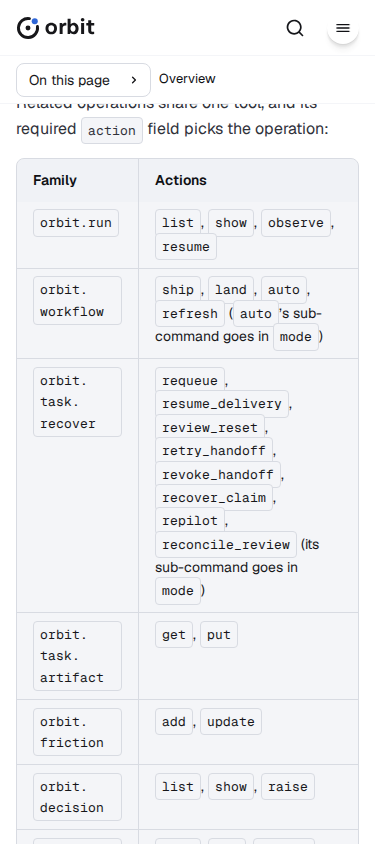 orbit
On this page
Overview
Related operations share one tool, and its
required action field picks the operation:
Family Actions
orbit.run list, show, observe,
resume
orbit. ship, land, auto,
workflow refresh (auto's sub-
command goes in mode)
orbit. requeue,
task. resume_delivery,
recover review_reset,
retry_handoff,
revoke_handoff,
recover_claim,
repilot,
reconcile_review (its
sub-command goes in
mode)
orbit. get, put
task.
artifact
orbit. add, update
friction
orbit. list, show, raise
decision